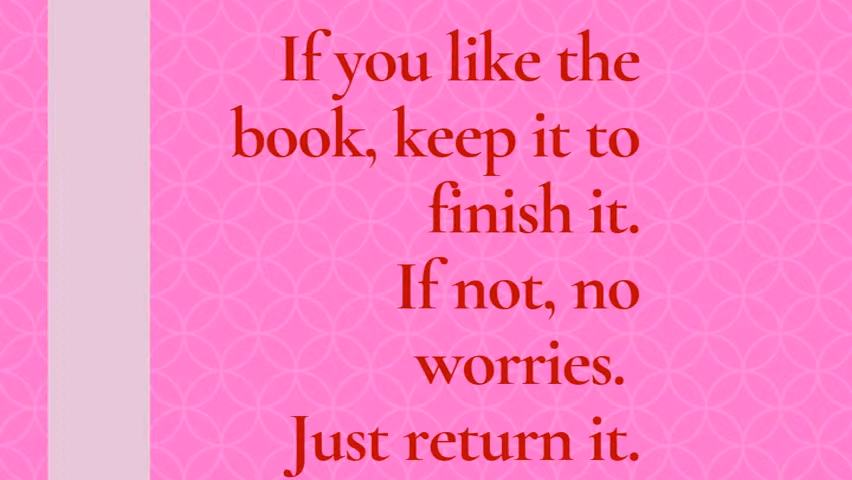 If you like the
book, keep it to
finish it.
If not, no
worries.
Just return it.